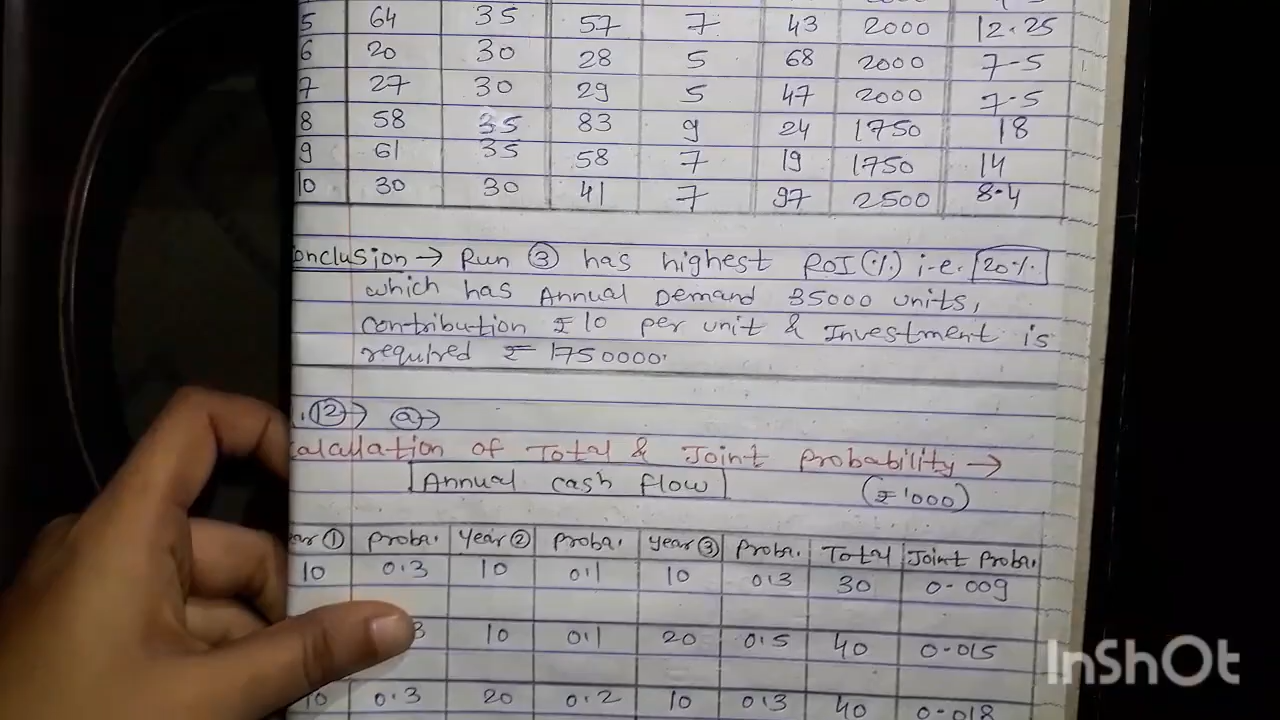 5 64 35 57 7 43 2000 12.25
6 20 30 28 5 68 2000 7-5
7 27 30 29 5 47 2000 7-5
8 58 35 83 9 24 1750 18
9 61 35 58 7 19 1750 14
10 30 30 41 7 97 2500 8.4
onclusion → Run ③ has highest ROI (%) i.e. 20%
which has Annual Demand 35000 units,
contribution ₹ 10 per unit & Investment is
required ₹ 1750000.
. ⑫ → ⓐ →
alculation of Total & Joint Probability →
Annual cash flow (₹ '000)
ear ① Proba. Year ② Proba. Year ③ Proba. Total Joint Proba.
10 0.3 10 0.1 10 0.3 30 0.009
3 10 0.1 20 0.5 40 0.015
10 0.3 20 0.2 10 0.3 40 0.018
InShOt